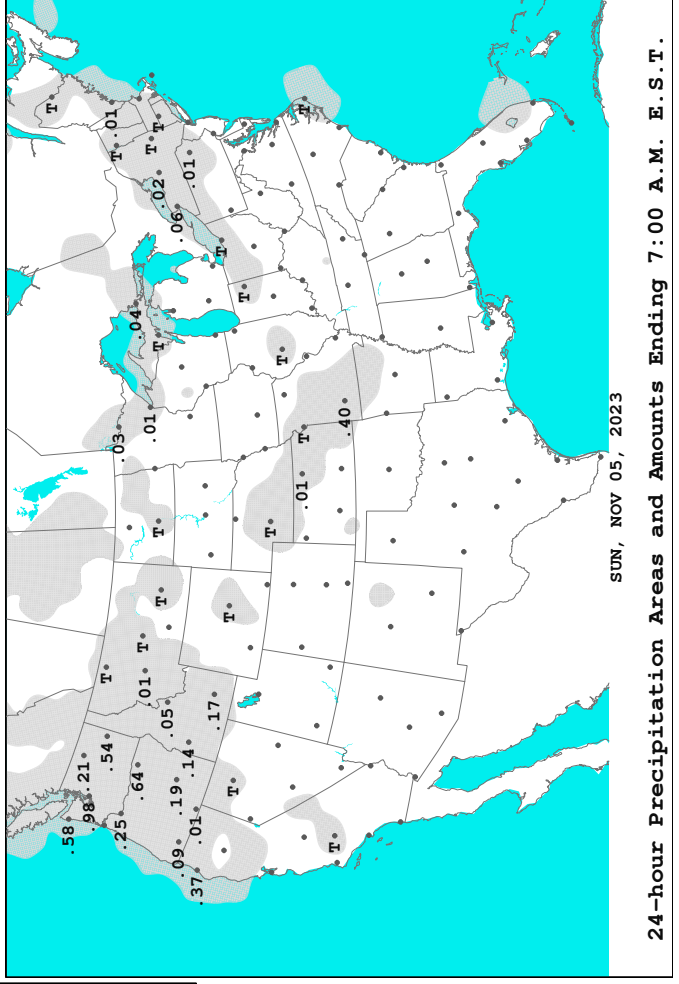 T
.58
.21
.98
T
.54
.01
T
.03
.25
.04
.64
T
.01
.01
T
T
.02
T
T
T
.05
.06
.19
.09
.14
.01
.01
.37
.17
T
T
T
T
T
T
.01
T
T
T
.40
SUN, NOV 05, 2023
24-hour Precipitation Areas and Amounts Ending 7:00 A.M. E.S.T.